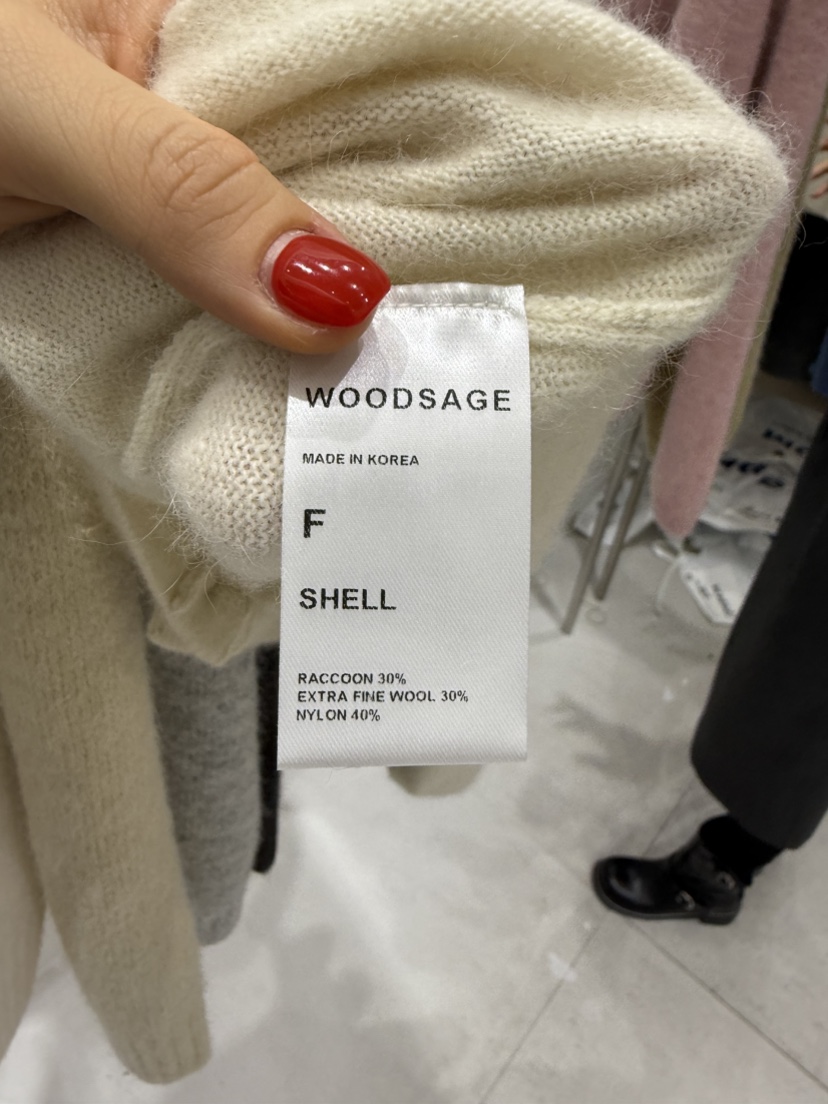 WOODSAGE
MADE IN KOREA
F
SHELL
RACCOON 30%
EXTRA FINE WOOL 30%
NYLON 40%